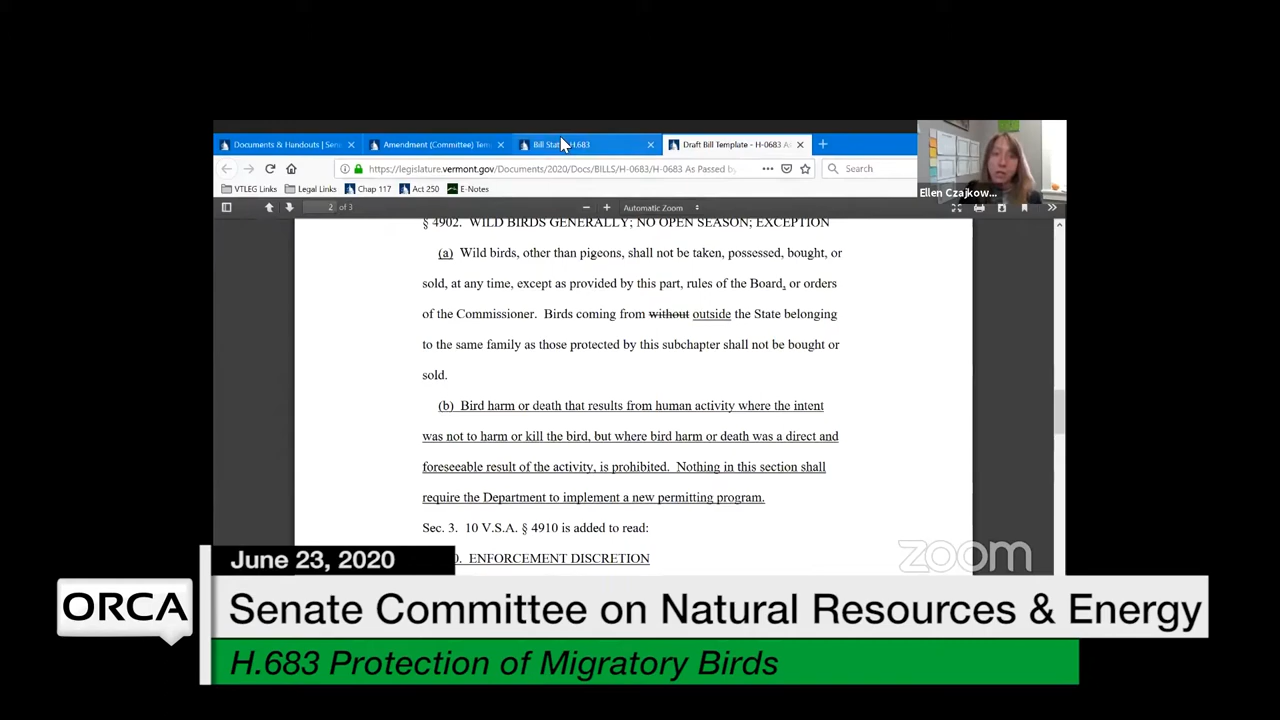 Documents & Handouts | Sen
Amendment (Committee) Tem
Bill Stat H.683
Draft Bill Template - H-0683 A
https://legislature.vermont.gov/Documents/2020/Docs/BILLS/H-0683/H-0683 As Passed by
Search
VTLEG Links
Legal Links
Chap 117
Act 250
E-Notes
Ellen Czajkow...
2 of 3
Automatic Zoom
§ 4902. WILD BIRDS GENERALLY; NO OPEN SEASON; EXCEPTION
(a) Wild birds, other than pigeons, shall not be taken, possessed, bought, or
sold, at any time, except as provided by this part, rules of the Board, or orders
of the Commissioner. Birds coming from without outside the State belonging
to the same family as those protected by this subchapter shall not be bought or
sold.
(b) Bird harm or death that results from human activity where the intent
was not to harm or kill the bird, but where bird harm or death was a direct and
foreseeable result of the activity, is prohibited. Nothing in this section shall
require the Department to implement a new permitting program.
Sec. 3. 10 V.S.A. § 4910 is added to read:
ENFORCEMENT DISCRETION
zoom
June 23, 2020
ORCA
Senate Committee on Natural Resources & Energy
H.683 Protection of Migratory Birds